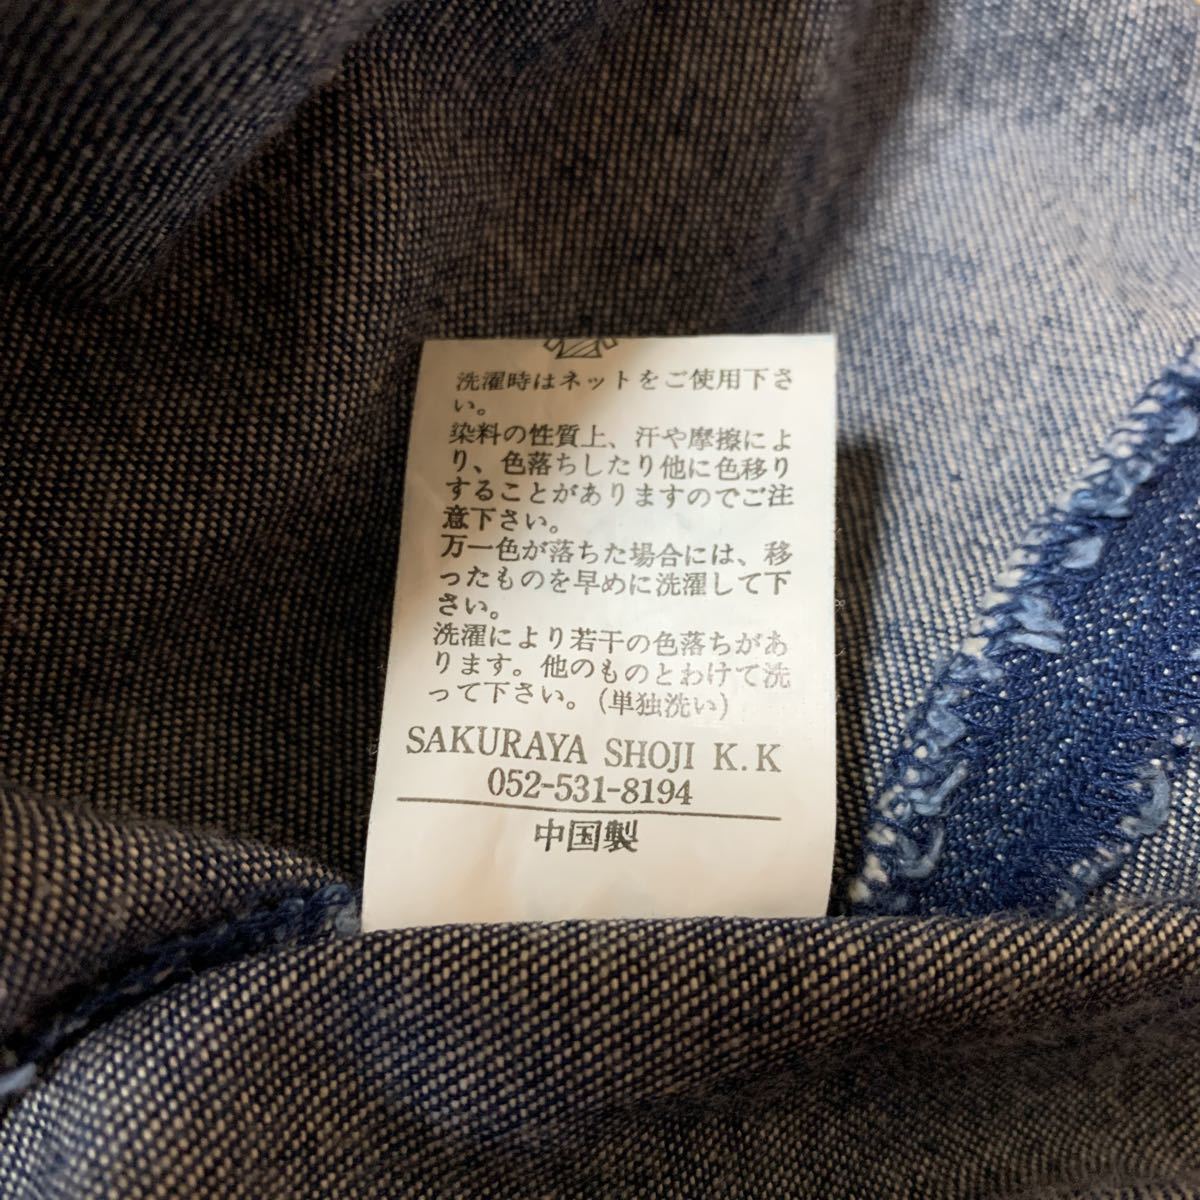 洗濯時はネットをご使用下さ
い。
染料の性質上、汗や摩擦によ
り、色落ちしたり他に色移り
することがありますのでご注
意下さい。
万一色が落ちた場合には、移
ったものを早めに洗濯して下
さい。
洗濯により若干の色落ちがあ
ります。他のものとわけて洗
って下さい。(単独洗い)
SAKURAYA SHOJI K.K
052-531-8194
中国製